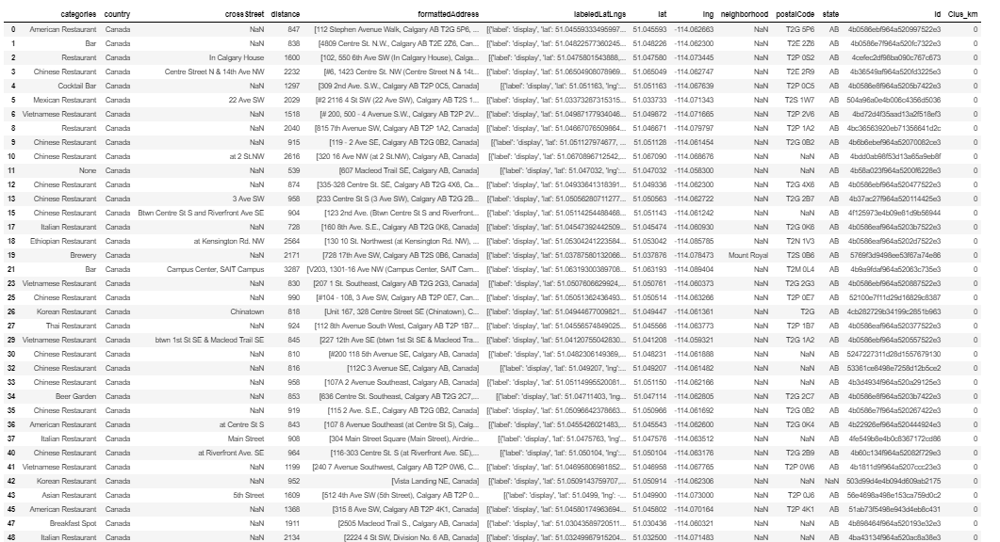 categories country crossStreet distance formattedAddress labeledLatLngs lat lng neighborhood postalCode state id Clus_km
0 American Restaurant Canada NaN 847 [112 Stephen Avenue Walk, Calgary AB T2G 5P6, ... [{'label': 'display', 'lat': 51.04559333495997... 51.045593 -114.062663 NaN T2G 5P6 AB 4b0586ebf964a520997522e3 0
1 Bar Canada NaN 838 [4809 Centre St. N.W., Calgary AB T2E 2Z6, Can... [{'label': 'display', 'lat': 51.04822577360245... 51.048226 -114.062000 NaN T2E 2Z6 AB 4b0586e7f964a520fc7322e3 0
2 Restaurant Canada In Calgary House 1600 [102, 550 6th Ave SW (In Calgary House), Calga... [{'label': 'display', 'lat': 51.0475801543888,... 51.047580 -114.073445 NaN T2P 0S2 AB 4cefec2df98ba090c767c673 0
3 Chinese Restaurant Canada Centre Street N & 14th Ave NW 2232 [#6, 1423 Centre St. NW (Centre Street N & 14t... [{'label': 'display', 'lat': 51.06504908078969... 51.065049 -114.062747 NaN T2E 2R9 AB 4b36549af964a520fd3225e3 0
4 Cocktail Bar Canada NaN 1297 [309 2nd Ave. S.W., Calgary AB T2P 0C5, Canada] [{'label': 'display', 'lat': 51.051163, 'lng':... 51.051163 -114.067639 NaN T2P 0C5 AB 4b0586e8f964a5205b7422e3 0
5 Mexican Restaurant Canada 22 Ave SW 2029 [#2 2116 4 St SW (22 Ave SW), Calgary AB T2S 1... [{'label': 'display', 'lat': 51.03373287315315... 51.033733 -114.071343 NaN T2S 1W7 AB 504a96a0e4b006c4356d5036 0
6 Vietnamese Restaurant Canada NaN 1518 [# 200, 500 - 4 Avenue S.W., Calgary AB T2P 2V... [{'label': 'display', 'lat': 51.04987177934046... 51.049872 -114.071665 NaN T2P 2V6 AB 4bd72d4f35aad13a2f518ef3 0
8 Restaurant Canada NaN 2040 [815 7th Avenue SW, Calgary AB T2P 1A2, Canada] [{'label': 'display', 'lat': 51.04667076509864... 51.046671 -114.079797 NaN T2P 1A2 AB 4bc36563920eb71356641d2c 0
9 Chinese Restaurant Canada NaN 915 [119 - 2 Ave SE, Calgary AB T2G 0B2, Canada] [{'label': 'display', 'lat': 51.051127974677, ... 51.051128 -114.061454 NaN T2G 0B2 AB 4b6b6ebef964a52070082ce3 0
10 Chinese Restaurant Canada at 2 St.NW 2616 [320 16 Ave NW (at 2 St.NW), Calgary AB, Canada] [{'label': 'display', 'lat': 51.0670896712542,... 51.067090 -114.068676 NaN NaN AB 4bdd0ab98f53d13a65a9eb8f 0
11 None Canada NaN 539 [607 Macleod Trail SE, Calgary AB, Canada] [{'label': 'display', 'lat': 51.047032, 'lng':... 51.047032 -114.058300 NaN NaN AB 4b58a023f964a5200f6228e3 0
12 Chinese Restaurant Canada NaN 874 [335-328 Centre St. SE, Calgary AB T2G 4X6, Ca... [{'label': 'display', 'lat': 51.04933641318391... 51.049336 -114.062300 NaN T2G 4X6 AB 4b0586ebf964a520477522e3 0
13 Chinese Restaurant Canada 3 Ave SW 958 [233 Centre St S (3 Ave SW), Calgary AB T2G 2B... [{'label': 'display', 'lat': 51.05056280711277... 51.050563 -114.062722 NaN T2G 2B7 AB 4b37ac27f964a520114425e3 0
15 Chinese Restaurant Canada Btwn Centre St S and Riverfront Ave SE 904 [123 2nd Ave. (Btwn Centre St S and Riverfront... [{'label': 'display', 'lat': 51.05114254488468... 51.051143 -114.061242 NaN NaN AB 4f125973e4b09e81d9b56944 0
17 Italian Restaurant Canada NaN 728 [160 8th Ave. S.E., Calgary AB T2G 0K6, Canada] [{'label': 'display', 'lat': 51.04547392442509... 51.045474 -114.060930 NaN T2G 0K6 AB 4b0586eaf964a5203b7522e3 0
18 Ethiopian Restaurant Canada at Kensington Rd. NW 2564 [130 10 St. Northwest (at Kensington Rd. NW), ... [{'label': 'display', 'lat': 51.05304241223584... 51.053042 -114.085785 NaN T2N 1V3 AB 4b0586eaf964a5202d7522e3 0
19 Brewery Canada NaN 2171 [728 17th Ave SW, Calgary AB T2S 0B6, Canada] [{'label': 'display', 'lat': 51.03787580132066... 51.037876 -114.078473 Mount Royal T2S 0B6 AB 5769f3d9498ee53f67a74e86 0
21 Bar Canada Campus Center, SAIT Campus 3287 [V203, 1301-16 Ave NW (Campus Center, SAIT Cam... [{'label': 'display', 'lat': 51.06319300389708... 51.063193 -114.089404 NaN T2M 0L4 AB 4b9a9fdaf964a52063c735e3 0
23 Vietnamese Restaurant Canada NaN 830 [207 1 St. Southeast, Calgary AB T2G 2G3, Canada] [{'label': 'display', 'lat': 51.0507606629924,... 51.050761 -114.060373 NaN T2G 2G3 AB 4b0586ebf964a520887522e3 0
25 Chinese Restaurant Canada NaN 990 [#104 - 108, 3 Ave SW, Calgary AB T2P 0E7, Can... [{'label': 'display', 'lat': 51.05051362436493... 51.050514 -114.063266 NaN T2P 0E7 AB 52100e7f11d29d16829c8387 0
26 Korean Restaurant Canada Chinatown 818 [Unit 167, 328 Centre Street SE (Chinatown), C... [{'label': 'display', 'lat': 51.04944677009821... 51.049447 -114.061361 NaN T2G AB 4cb282729b34199c2851b963 0
27 Thai Restaurant Canada NaN 924 [112 8th Avenue South West, Calgary AB T2P 1B7... [{'label': 'display', 'lat': 51.04556574849025... 51.045566 -114.063773 NaN T2P 1B7 AB 4b0586eaf964a520377522e3 0
29 Vietnamese Restaurant Canada btwn 1st St SE & Macleod Trail SE 845 [227 12th Ave SE (btwn 1st St SE & Macleod Tra... [{'label': 'display', 'lat': 51.04120755042830... 51.041208 -114.059321 NaN T2G 1A2 AB 4b0586ebf964a520557522e3 0
30 Chinese Restaurant Canada NaN 810 [#200 118 5th Avenue SE, Calgary AB, Canada] [{'label': 'display', 'lat': 51.0482306149369,... 51.048231 -114.061888 NaN NaN AB 5247227311d28d1557679130 0
32 Chinese Restaurant Canada NaN 816 [112C 3 Avenue SE, Calgary AB, Canada] [{'label': 'display', 'lat': 51.049207, 'lng':... 51.049207 -114.061482 NaN NaN AB 53361ce8498e7258d12b5ce2 0
33 Chinese Restaurant Canada NaN 958 [107A 2 Avenue Southeast, Calgary AB, Canada] [{'label': 'display', 'lat': 51.05114995520081... 51.051150 -114.062166 NaN NaN AB 4b3d4934f964a520a29125e3 0
34 Beer Garden Canada NaN 853 [636 Centre St. Southeast, Calgary AB T2G 2C7,... [{'label': 'display', 'lat': 51.04711403, 'lng... 51.047114 -114.062805 NaN T2G 2C7 AB 4b0586e8f964a5203b7422e3 0
35 Chinese Restaurant Canada NaN 919 [115 2 Ave. S.E., Calgary AB T2G 0B2, Canada] [{'label': 'display', 'lat': 51.05096642378663... 51.050966 -114.061692 NaN T2G 0B2 AB 4b0586e9f964a520267422e3 0
36 American Restaurant Canada at Centre St S 843 [107 8 Avenue Southeast (at Centre St S), Calg... [{'label': 'display', 'lat': 51.0455426021483,... 51.045543 -114.062600 NaN T2G 0K4 AB 4b22926ef964a520444924e3 0
37 Italian Restaurant Canada Main Street 908 [304 Main Street Square (Main Street), Airdrie... [{'label': 'display', 'lat': 51.0475763, 'lng'... 51.047576 -114.063512 NaN NaN AB 4fe549b8e4b0c8367172cd86 0
40 Chinese Restaurant Canada at Riverfront Ave. SE 964 [116-303 Centre St. S (at Riverfront Ave. SE),... [{'label': 'display', 'lat': 51.050104, 'lng':... 51.050104 -114.063176 NaN T2G 2B9 AB 4b60c134f964a52082f729e3 0
41 Vietnamese Restaurant Canada NaN 1199 [240 7 Avenue Southwest, Calgary AB T2P 0W6, C... [{'label': 'display', 'lat': 51.04695806981852... 51.046958 -114.067765 NaN T2P 0W6 AB 4b1811d9f964a5207ccc23e3 0
42 Korean Restaurant Canada NaN 952 [Vista Landing NE, Canada] [{'label': 'display', 'lat': 51.0509143759707,... 51.050914 -114.062306 NaN NaN NaN 503d99d4e4b094d609ab2175 0
43 Asian Restaurant Canada 5th Street 1609 [512 4th Ave SW (5th Street), Calgary AB T2P 0... [{'label': 'display', 'lat': 51.0499, 'lng': -... 51.049900 -114.073000 NaN T2P 0J6 AB 56e4698a498e153ca759d0c2 0
45 American Restaurant Canada NaN 1368 [315 8 Ave SW, Calgary AB T2P 4K1, Canada] [{'label': 'display', 'lat': 51.04580174963694... 51.045802 -114.070164 NaN T2P 4K1 AB 51ab73f5498e943d4eb8c431 0
47 Breakfast Spot Canada NaN 1911 [2505 Macleod Trail S., Calgary AB, Canada] [{'label': 'display', 'lat': 51.03043589720511... 51.030436 -114.060321 NaN NaN AB 4b898464f964a520193e32e3 0
48 Italian Restaurant Canada NaN 2134 [2224 4 St SW, Division No. 6 AB, Canada] [{'label': 'display', 'lat': 51.03249987915204... 51.032500 -114.071483 NaN NaN AB 4ba43134f964a520ac8a38e3 0